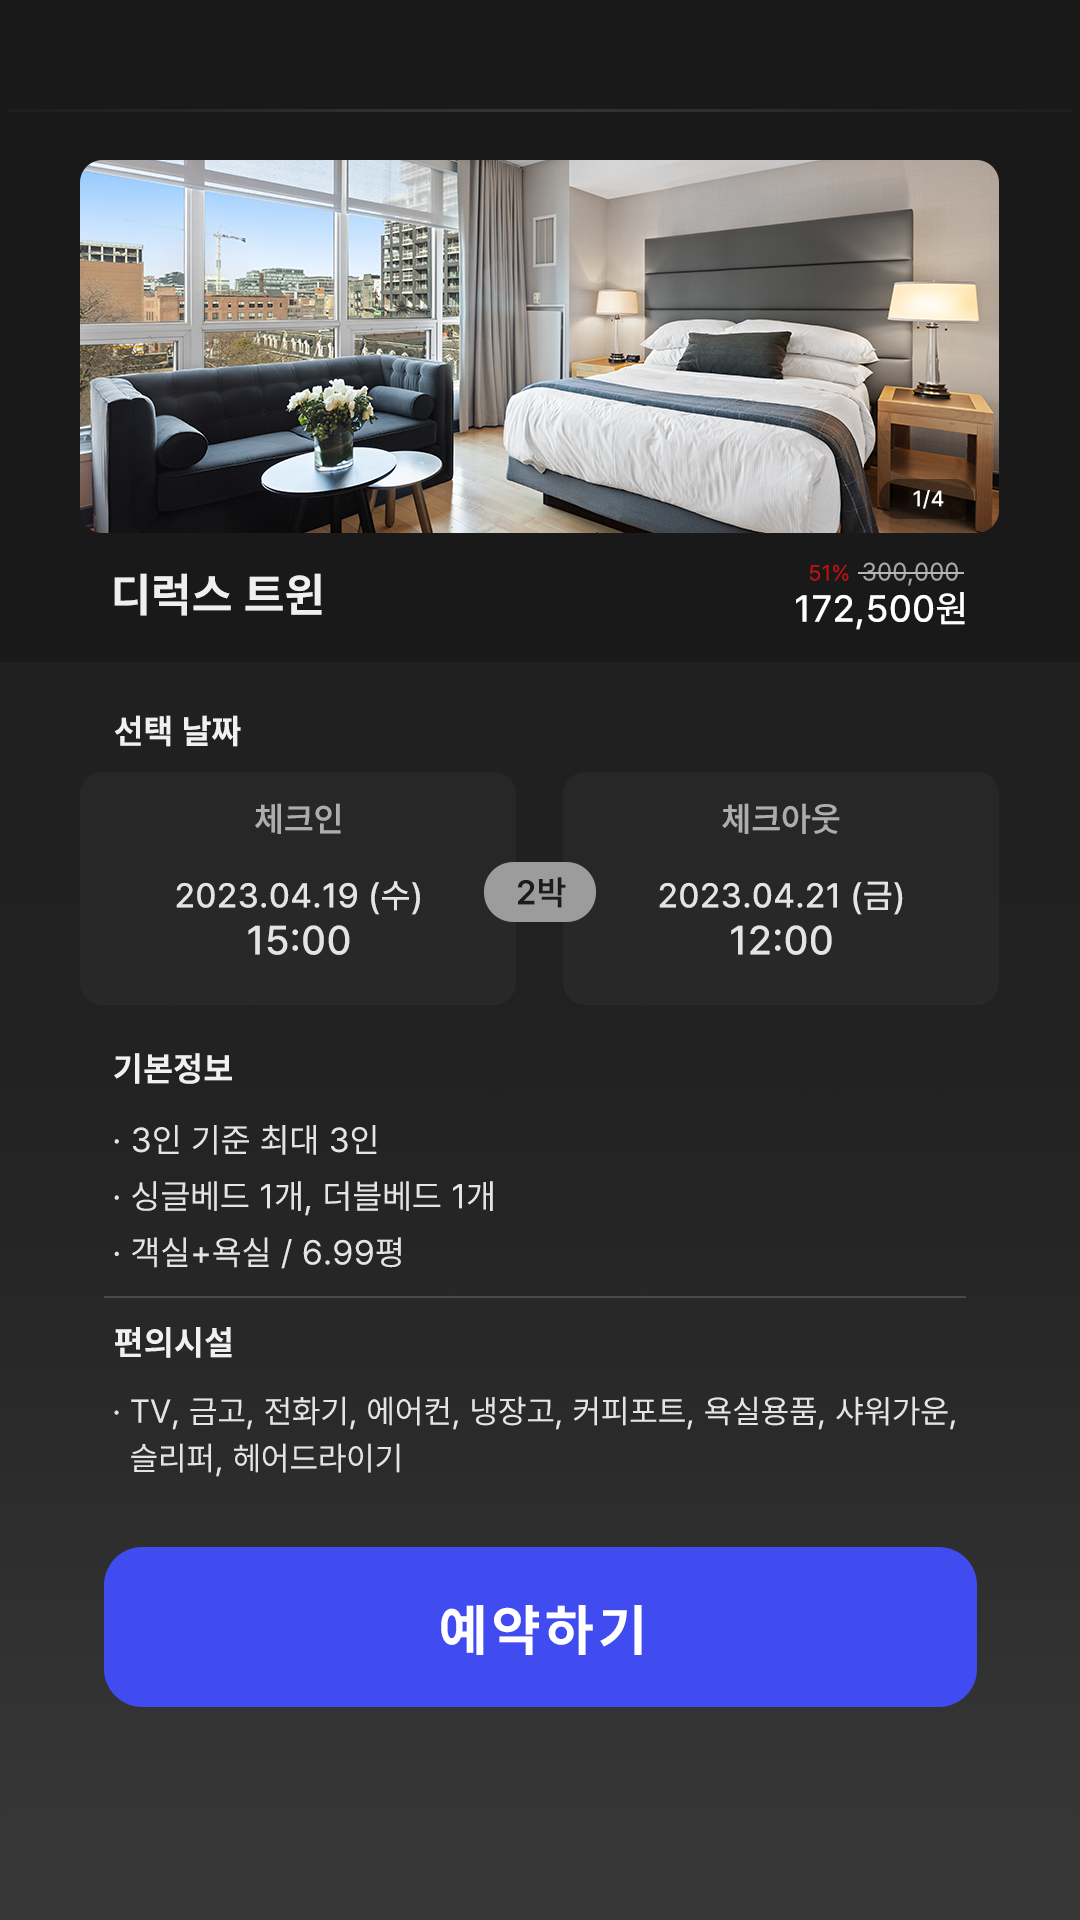 1/4
디럭스 트윈
51% 300,000
172,500원
선택 날짜
체크인
2023.04.19 (수)
15:00
2박
체크아웃
2023.04.21 (금)
12:00
기본정보
· 3인 기준 최대 3인
· 싱글베드 1개, 더블베드 1개
· 객실+욕실 / 6.99평
편의시설
· TV, 금고, 전화기, 에어컨, 냉장고, 커피포트, 욕실용품, 샤워가운,
슬리퍼, 헤어드라이기
예약하기